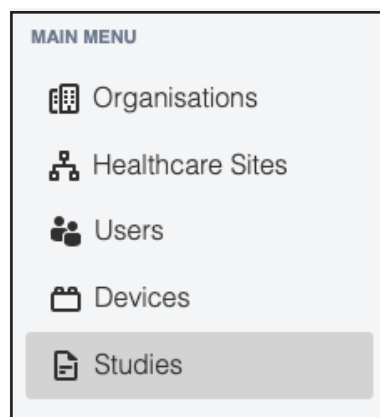 MAIN MENU
Organisations
Healthcare Sites
Users
Devices
Studies